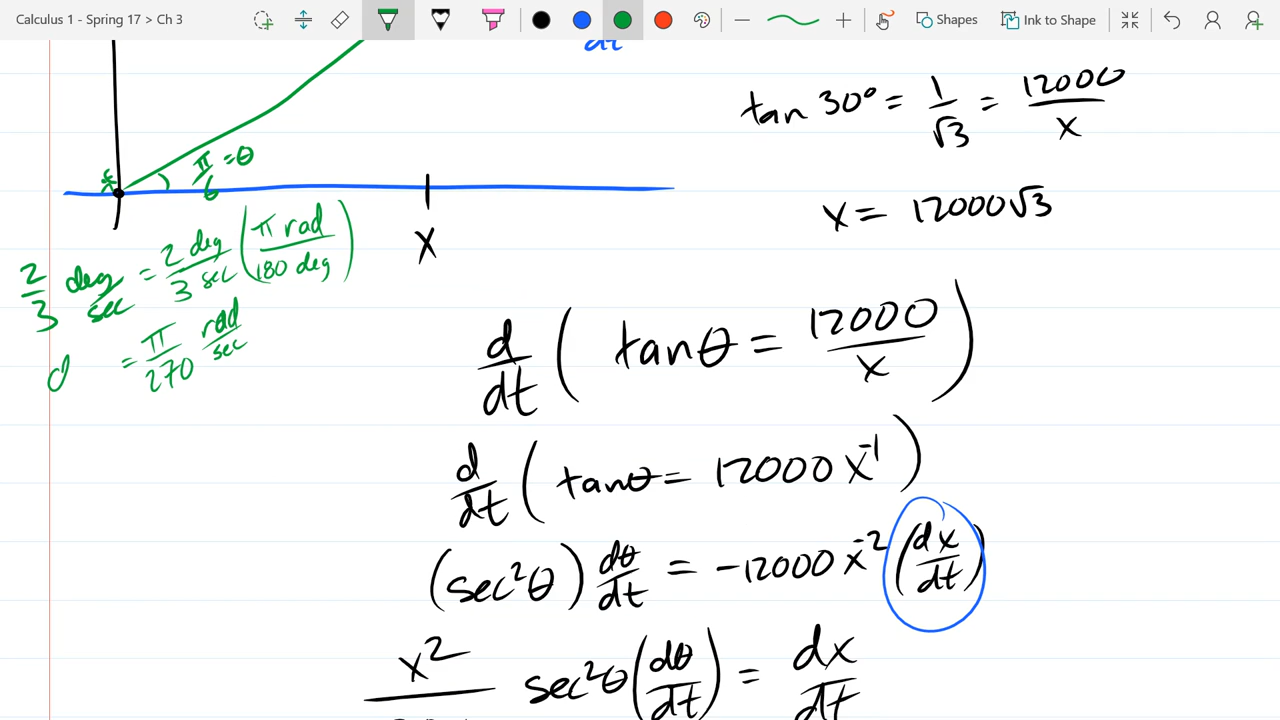 Calculus 1 - Spring 17 > Ch 3
Shapes
Ink to Shape
dt
tan 30° = 1/√3 = 12000/x
π/6 = θ
x = 12000√3
x
2/3 deg/sec = 2 deg/3 sec (π rad/180 deg)
= π/270 rad/sec
d
d/dt ( tanθ = 12000/x )
d/dt ( tanθ = 12000 x⁻¹ )
(sec²θ) dθ/dt = -12000 x⁻² (dx/dt)
x² sec²θ (dθ/dt) = dx/dt